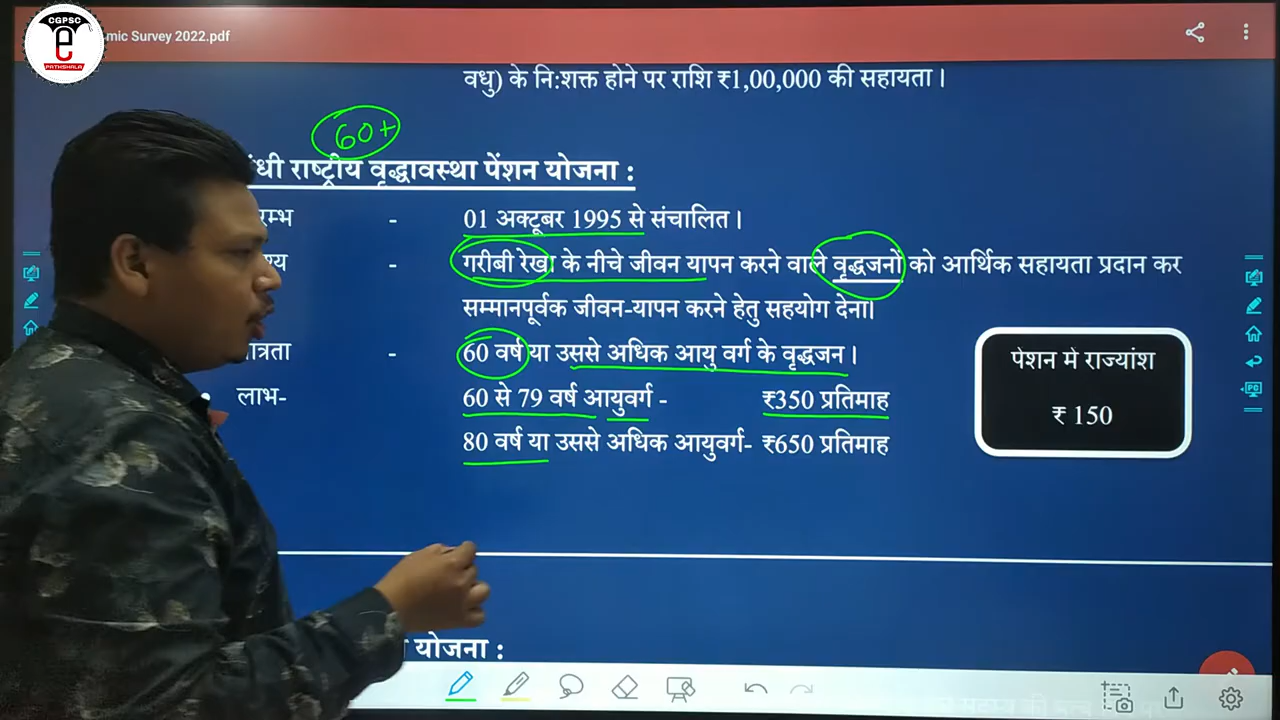 CGPSC
e
PATHSHALA
mic Survey 2022.pdf
वधु) के नि:शक्त होने पर राशि ₹1,00,000 की सहायता।
60+
राष्ट्रीय वृद्धावस्था पेंशन योजना :
- 01 अक्टूबर 1995 से संचालित।
- गरीबी रेखा के नीचे जीवन यापन करने वाले वृद्धजनों को आर्थिक सहायता प्रदान कर
सम्मानपूर्वक जीवन-यापन करने हेतु सहयोग देना।
- 60 वर्ष या उससे अधिक आयु वर्ग के वृद्धजन।
लाभ- 60 से 79 वर्ष आयुवर्ग - ₹350 प्रतिमाह
80 वर्ष या उससे अधिक आयुवर्ग- ₹650 प्रतिमाह
पेंशन में राज्यांश
₹ 150
योजना :